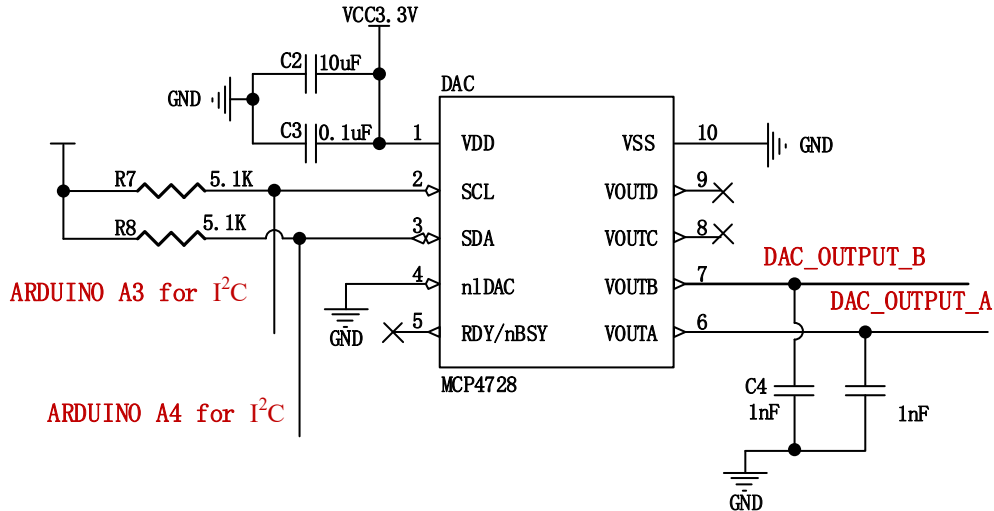 VCC3.3V
C2 10uF
GND
C3 0.1uF
DAC
1 VDD
VSS 10
GND
R7 5.1K
2 SCL
VOUTD 9
R8 5.1K
3 SDA
VOUTC 8
4 n1DAC
VOUTB 7
DAC_OUTPUT_B
ARDUINO A3 for I²C
DAC_OUTPUT_A
GND
5 RDY/nBSY
VOUTA 6
MCP4728
C4
1nF
1nF
ARDUINO A4 for I²C
GND